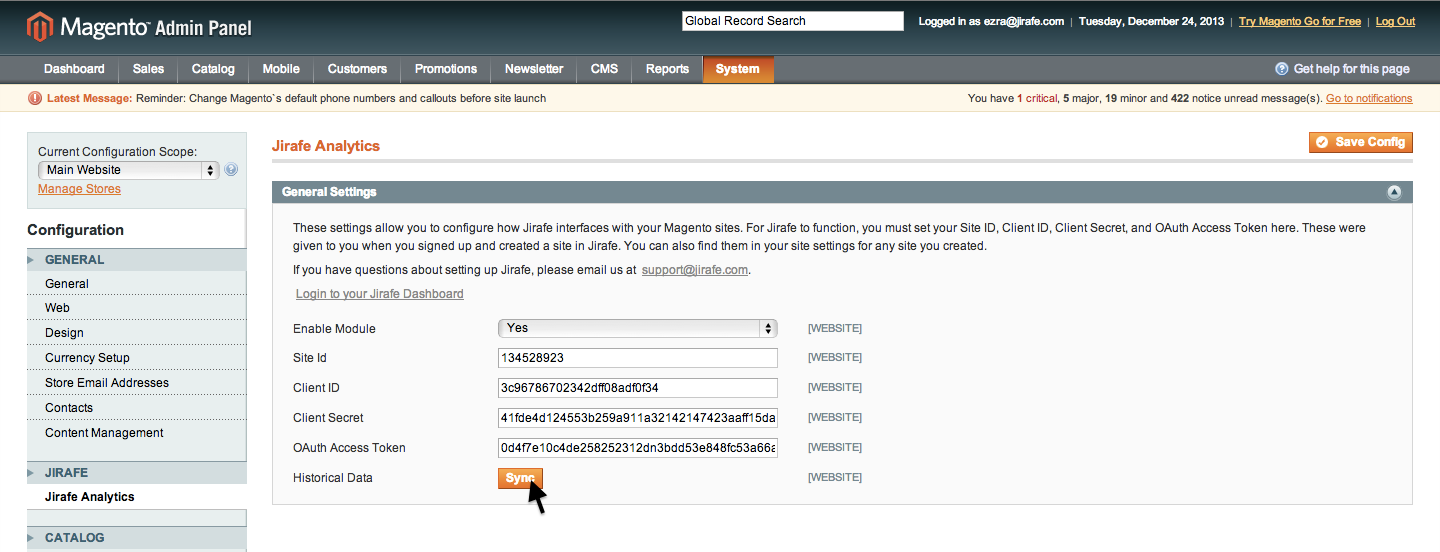 Magento™ Admin Panel
Global Record Search
Logged in as ezra@jirafe.com | Tuesday, December 24, 2013 | Try Magento Go for Free | Log Out
Dashboard Sales Catalog Mobile Customers Promotions Newsletter CMS Reports System
Get help for this page
Latest Message: Reminder: Change Magento`s default phone numbers and callouts before site launch
You have 1 critical, 5 major, 19 minor and 422 notice unread message(s). Go to notifications
Current Configuration Scope:
Main Website
Manage Stores
Configuration
GENERAL
General
Web
Design
Currency Setup
Store Email Addresses
Contacts
Content Management
JIRAFE
Jirafe Analytics
CATALOG
Jirafe Analytics
Save Config
General Settings
These settings allow you to configure how Jirafe interfaces with your Magento sites. For Jirafe to function, you must set your Site ID, Client ID, Client Secret, and OAuth Access Token here. These were
given to you when you signed up and created a site in Jirafe. You can also find them in your site settings for any site you created.
If you have questions about setting up Jirafe, please email us at support@jirafe.com.
Login to your Jirafe Dashboard
Enable Module Yes [WEBSITE]
Site Id 134528923 [WEBSITE]
Client ID 3c96786702342dff08adf0f34 [WEBSITE]
Client Secret 41fde4d124553b259a911a32142147423aaff15da [WEBSITE]
OAuth Access Token 0d4f7e10c4de258252312dn3bdd53e848fc53a66a [WEBSITE]
Historical Data Sync [WEBSITE]